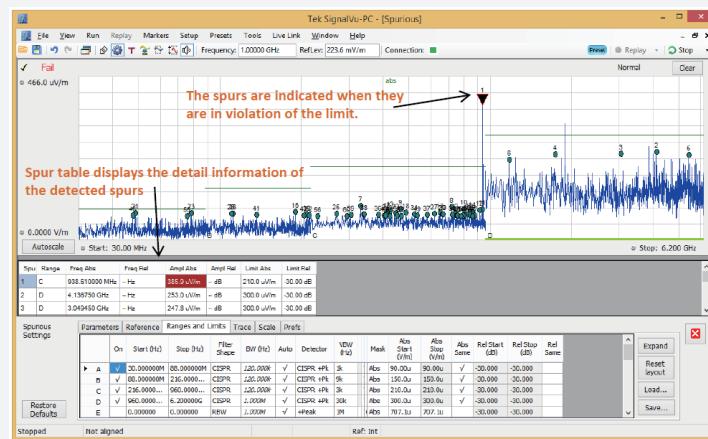 Tek SignalVu-PC - [Spurious]
File View Run Replay Markers Setup Presets Tools Live Link Window Help
Frequency: 1.00000 GHz RefLev: 223.6 mV/m Connection: Preset Replay Stop
Fail Normal Clear
466.0 uV/m
abs
The spurs are indicated when they
are in violation of the limit.
1
Spur table displays the detail information of
the detected spurs
0.0000 V/m
Autoscale Start: 30.00 MHz Stop: 6.200 GHz
Spu Range Freq Abs Freq Rel Ampl Abs Ampl Rel Limit Abs Limit Rel
1 C 938.610000 MHz -- Hz 385.9 uV/m -- dB 210.0 uV/m -30.00 dB
2 D 4.136750 GHz -- Hz 253.0 uV/m -- dB 300.0 uV/m -30.00 dB
3 D 3.049450 GHz -- Hz 247.8 uV/m -- dB 300.0 uV/m -30.00 dB
Spurious
Settings
Parameters Reference Ranges and Limits Trace Scale Prefs
On Start (Hz) Stop (Hz) Filter Shape BW (Hz) Auto Detector VBW (Hz) Mask Abs Start (V/m) Abs Stop (V/m) Abs Same Rel Start (dB) Rel Stop (dB) Rel Same
A √ 30.000000M 88.000000M CISPR 120.000k √ CISPR +Pk 1k Abs 90.00u 90.00u √ -30.000 -30.000
B √ 88.000000M 216.0000... CISPR 120.000k √ CISPR +Pk 9k Abs 150.0u 150.0u √ -30.000 -30.000
C √ 216.0000... 960.0000... CISPR 120.000k √ CISPR +Pk 3k Abs 210.0u 210.0u √ -30.000 -30.000
D √ 960.0000... 6.200000G CISPR 1.000M √ CISPR +Pk 30k Abs 300.0u 300.0u √ -30.000 -30.000
E 0.000000 0.000000 RBW +Peak 1M Abs 707.1u 707.1u -30.000 -30.000
Expand
Reset
layout
Load...
Save...
Restore
Defaults
Stopped Not aligned Ref: Int